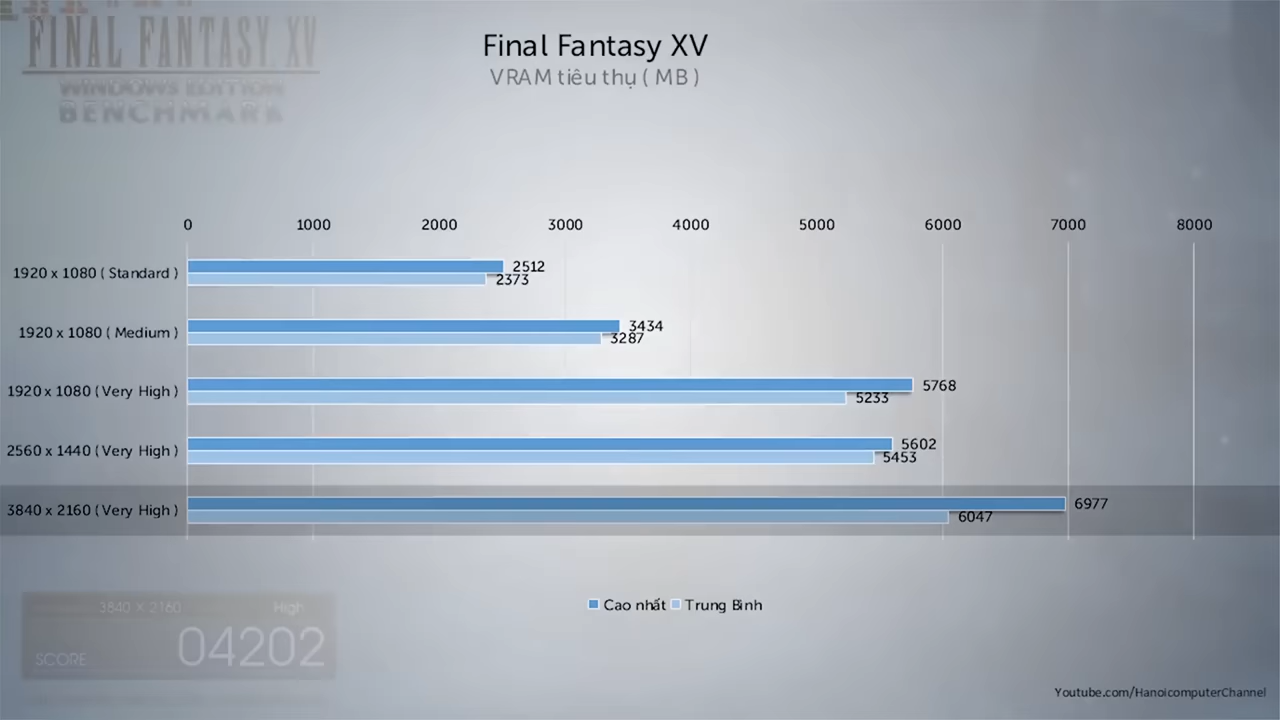 FINAL FANTASY XV
WINDOWS EDITION
BENCHMARK
Final Fantasy XV
VRAM tiêu thụ ( MB )
0 1000 2000 3000 4000 5000 6000 7000 8000
1920 x 1080 ( Standard ) 2512
2373
1920 x 1080 ( Medium ) 3434
3287
1920 x 1080 ( Very High ) 5768
5233
2560 x 1440 ( Very High ) 5602
5453
3840 x 2160 ( Very High ) 6977
6047
Cao nhất Trung Bình
3840 × 2160 High
SCORE 04202
Youtube.com/HanoicomputerChannel